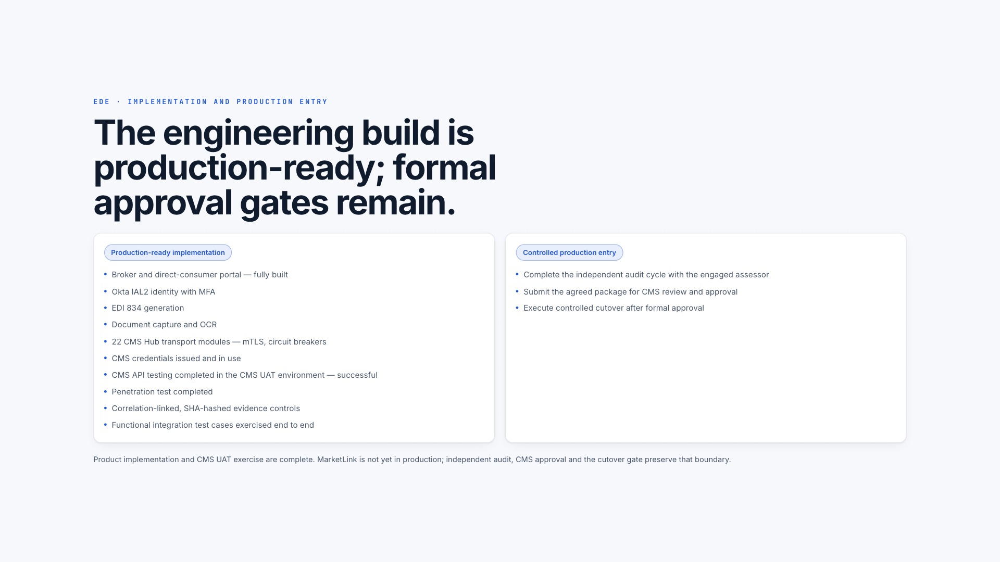 EDE · IMPLEMENTATION AND PRODUCTION ENTRY
The engineering build is
production-ready; formal
approval gates remain.
Production-ready implementation
• Broker and direct-consumer portal — fully built
• Okta IAL2 identity with MFA
• EDI 834 generation
• Document capture and OCR
• 22 CMS Hub transport modules — mTLS, circuit breakers
• CMS credentials issued and in use
• CMS API testing completed in the CMS UAT environment — successful
• Penetration test completed
• Correlation-linked, SHA-hashed evidence controls
• Functional integration test cases exercised end to end
Controlled production entry
• Complete the independent audit cycle with the engaged assessor
• Submit the agreed package for CMS review and approval
• Execute controlled cutover after formal approval
Product implementation and CMS UAT exercise are complete. MarketLink is not yet in production; independent audit, CMS approval and the cutover gate preserve that boundary.